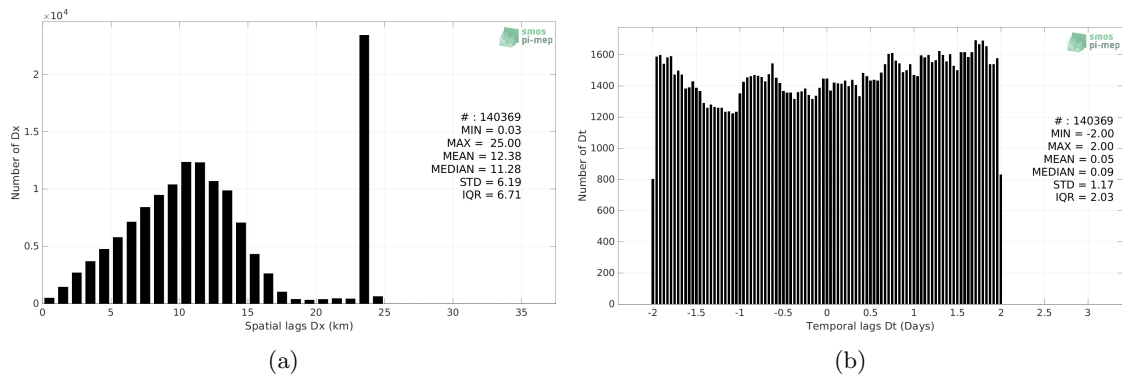 ×10⁴
Number of Dx
2
1.5
1
0.5
0
0 5 10 15 20 25 30 35
Spatial lags Dx (km)
smos
pi-mep
# : 140369
MIN = 0.03
MAX = 25.00
MEAN = 12.38
MEDIAN = 11.28
STD = 6.19
IQR = 6.71
(a)
Number of Dt
1600
1400
1200
1000
800
600
400
200
0
-2 -1.5 -1 -0.5 0 0.5 1 1.5 2 2.5 3
Temporal lags Dt (Days)
smos
pi-mep
# : 140369
MIN = -2.00
MAX = 2.00
MEAN = 0.05
MEDIAN = 0.09
STD = 1.17
IQR = 2.03
(b)